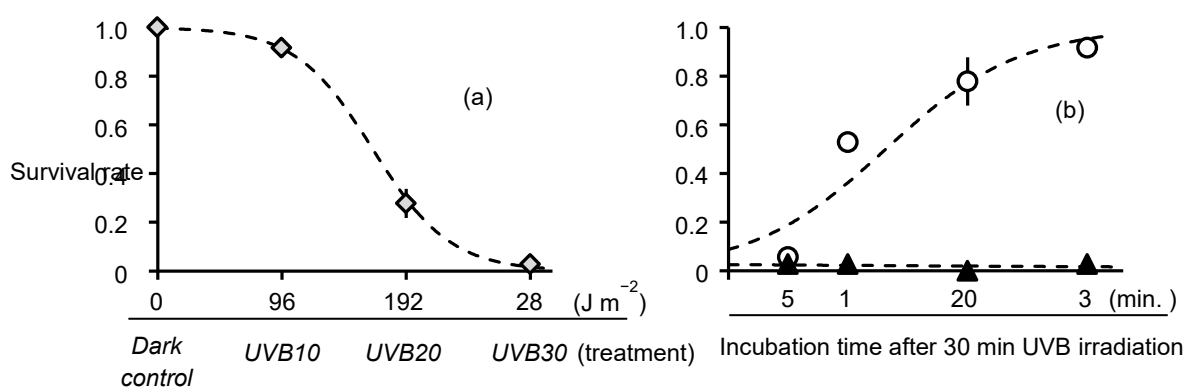 1.0
0.8
0.6
0.4
0.2
0
Survival rate
(a)
0 96 192 28 (J m⁻²)
Dark control
UVB10 UVB20 UVB30 (treatment)
1.0
0.8
0.6
0.4
0.2
0
(b)
5 1 20 3 (min. )
Incubation time after 30 min UVB irradiation